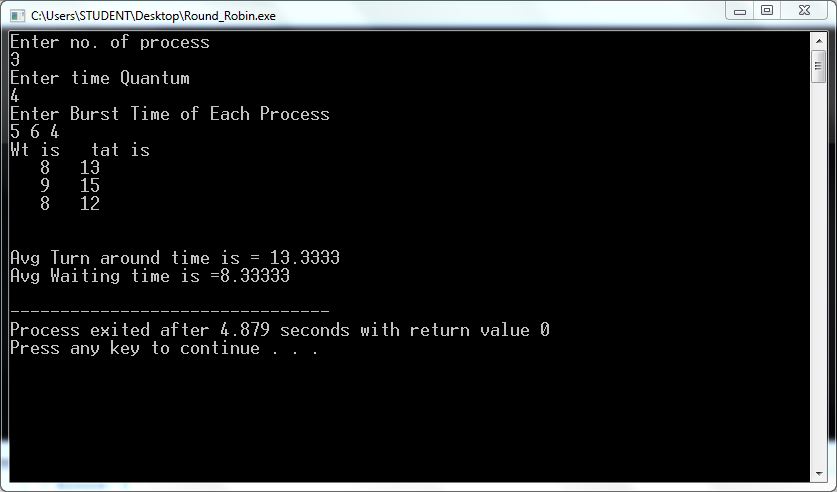 C:\Users\STUDENT\Desktop\Round_Robin.exe
Enter no. of process
3
Enter time Quantum
4
Enter Burst Time of Each Process
5 6 4
Wt is   tat is
   8   13
   9   15
   8   12
Avg Turn around time is = 13.3333
Avg Waiting time is =8.33333
--------------------------------
Process exited after 4.879 seconds with return value 0
Press any key to continue . . .